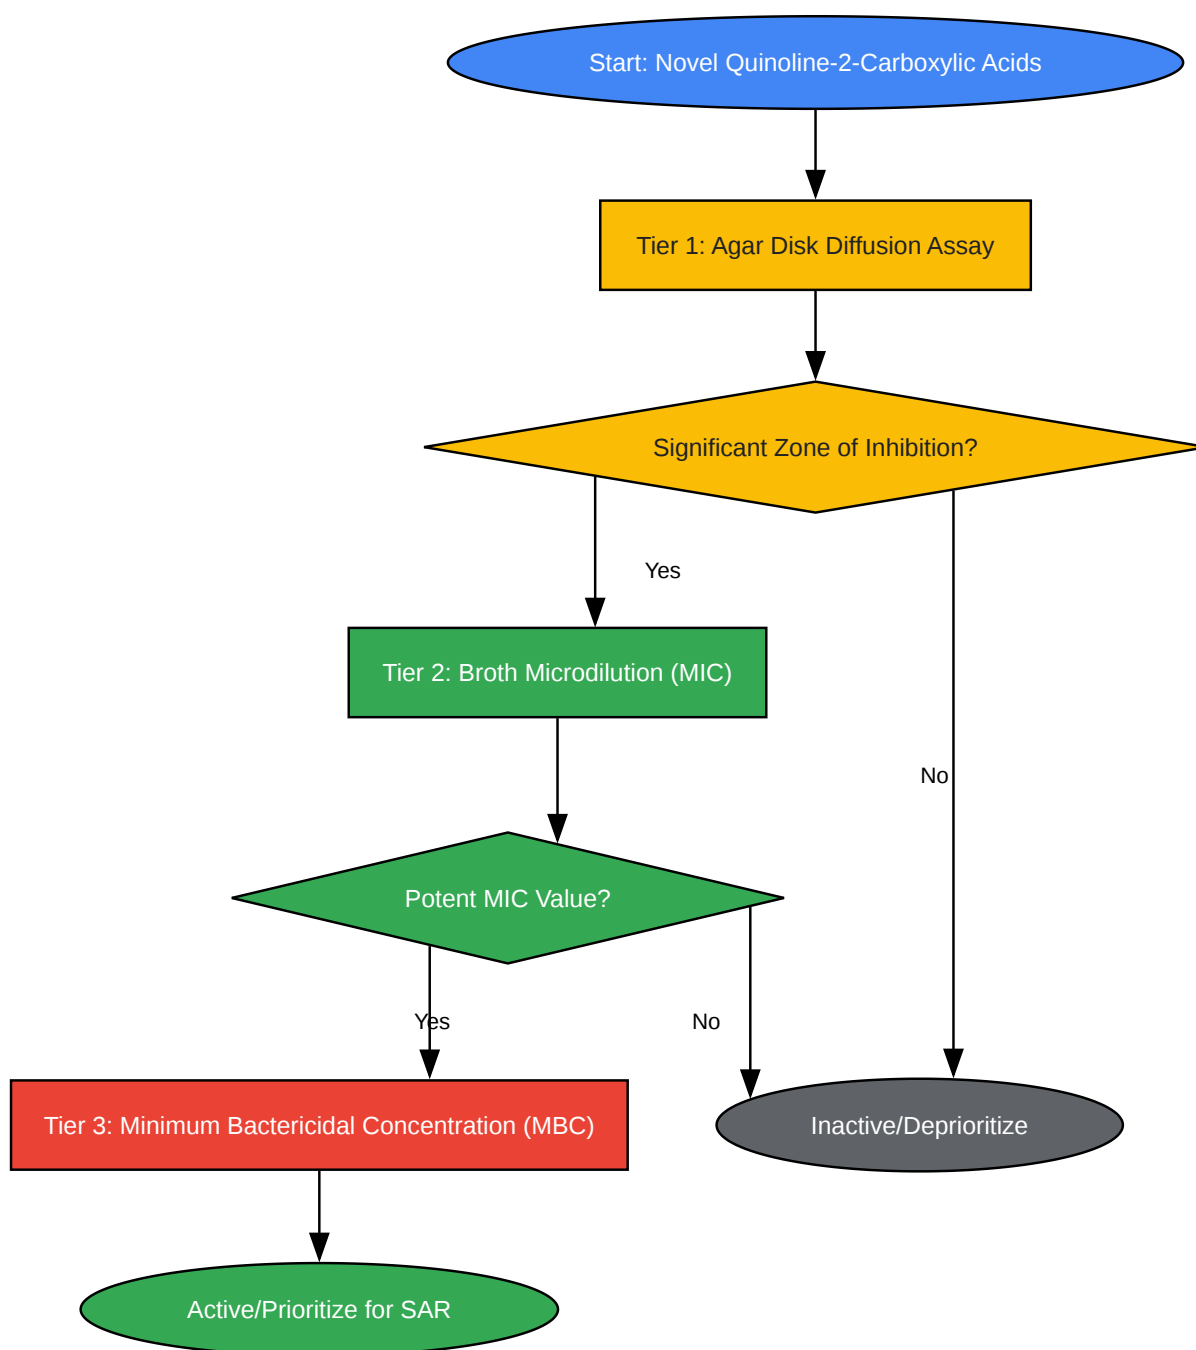 Start: Novel Quinoline-2-Carboxylic Acids
Tier 1: Agar Disk Diffusion Assay
Significant Zone of Inhibition?
Yes
Tier 2: Broth Microdilution (MIC)
No
Potent MIC Value?
Yes
No
Tier 3: Minimum Bactericidal Concentration (MBC)
Inactive/Deprioritize
Active/Prioritize for SAR